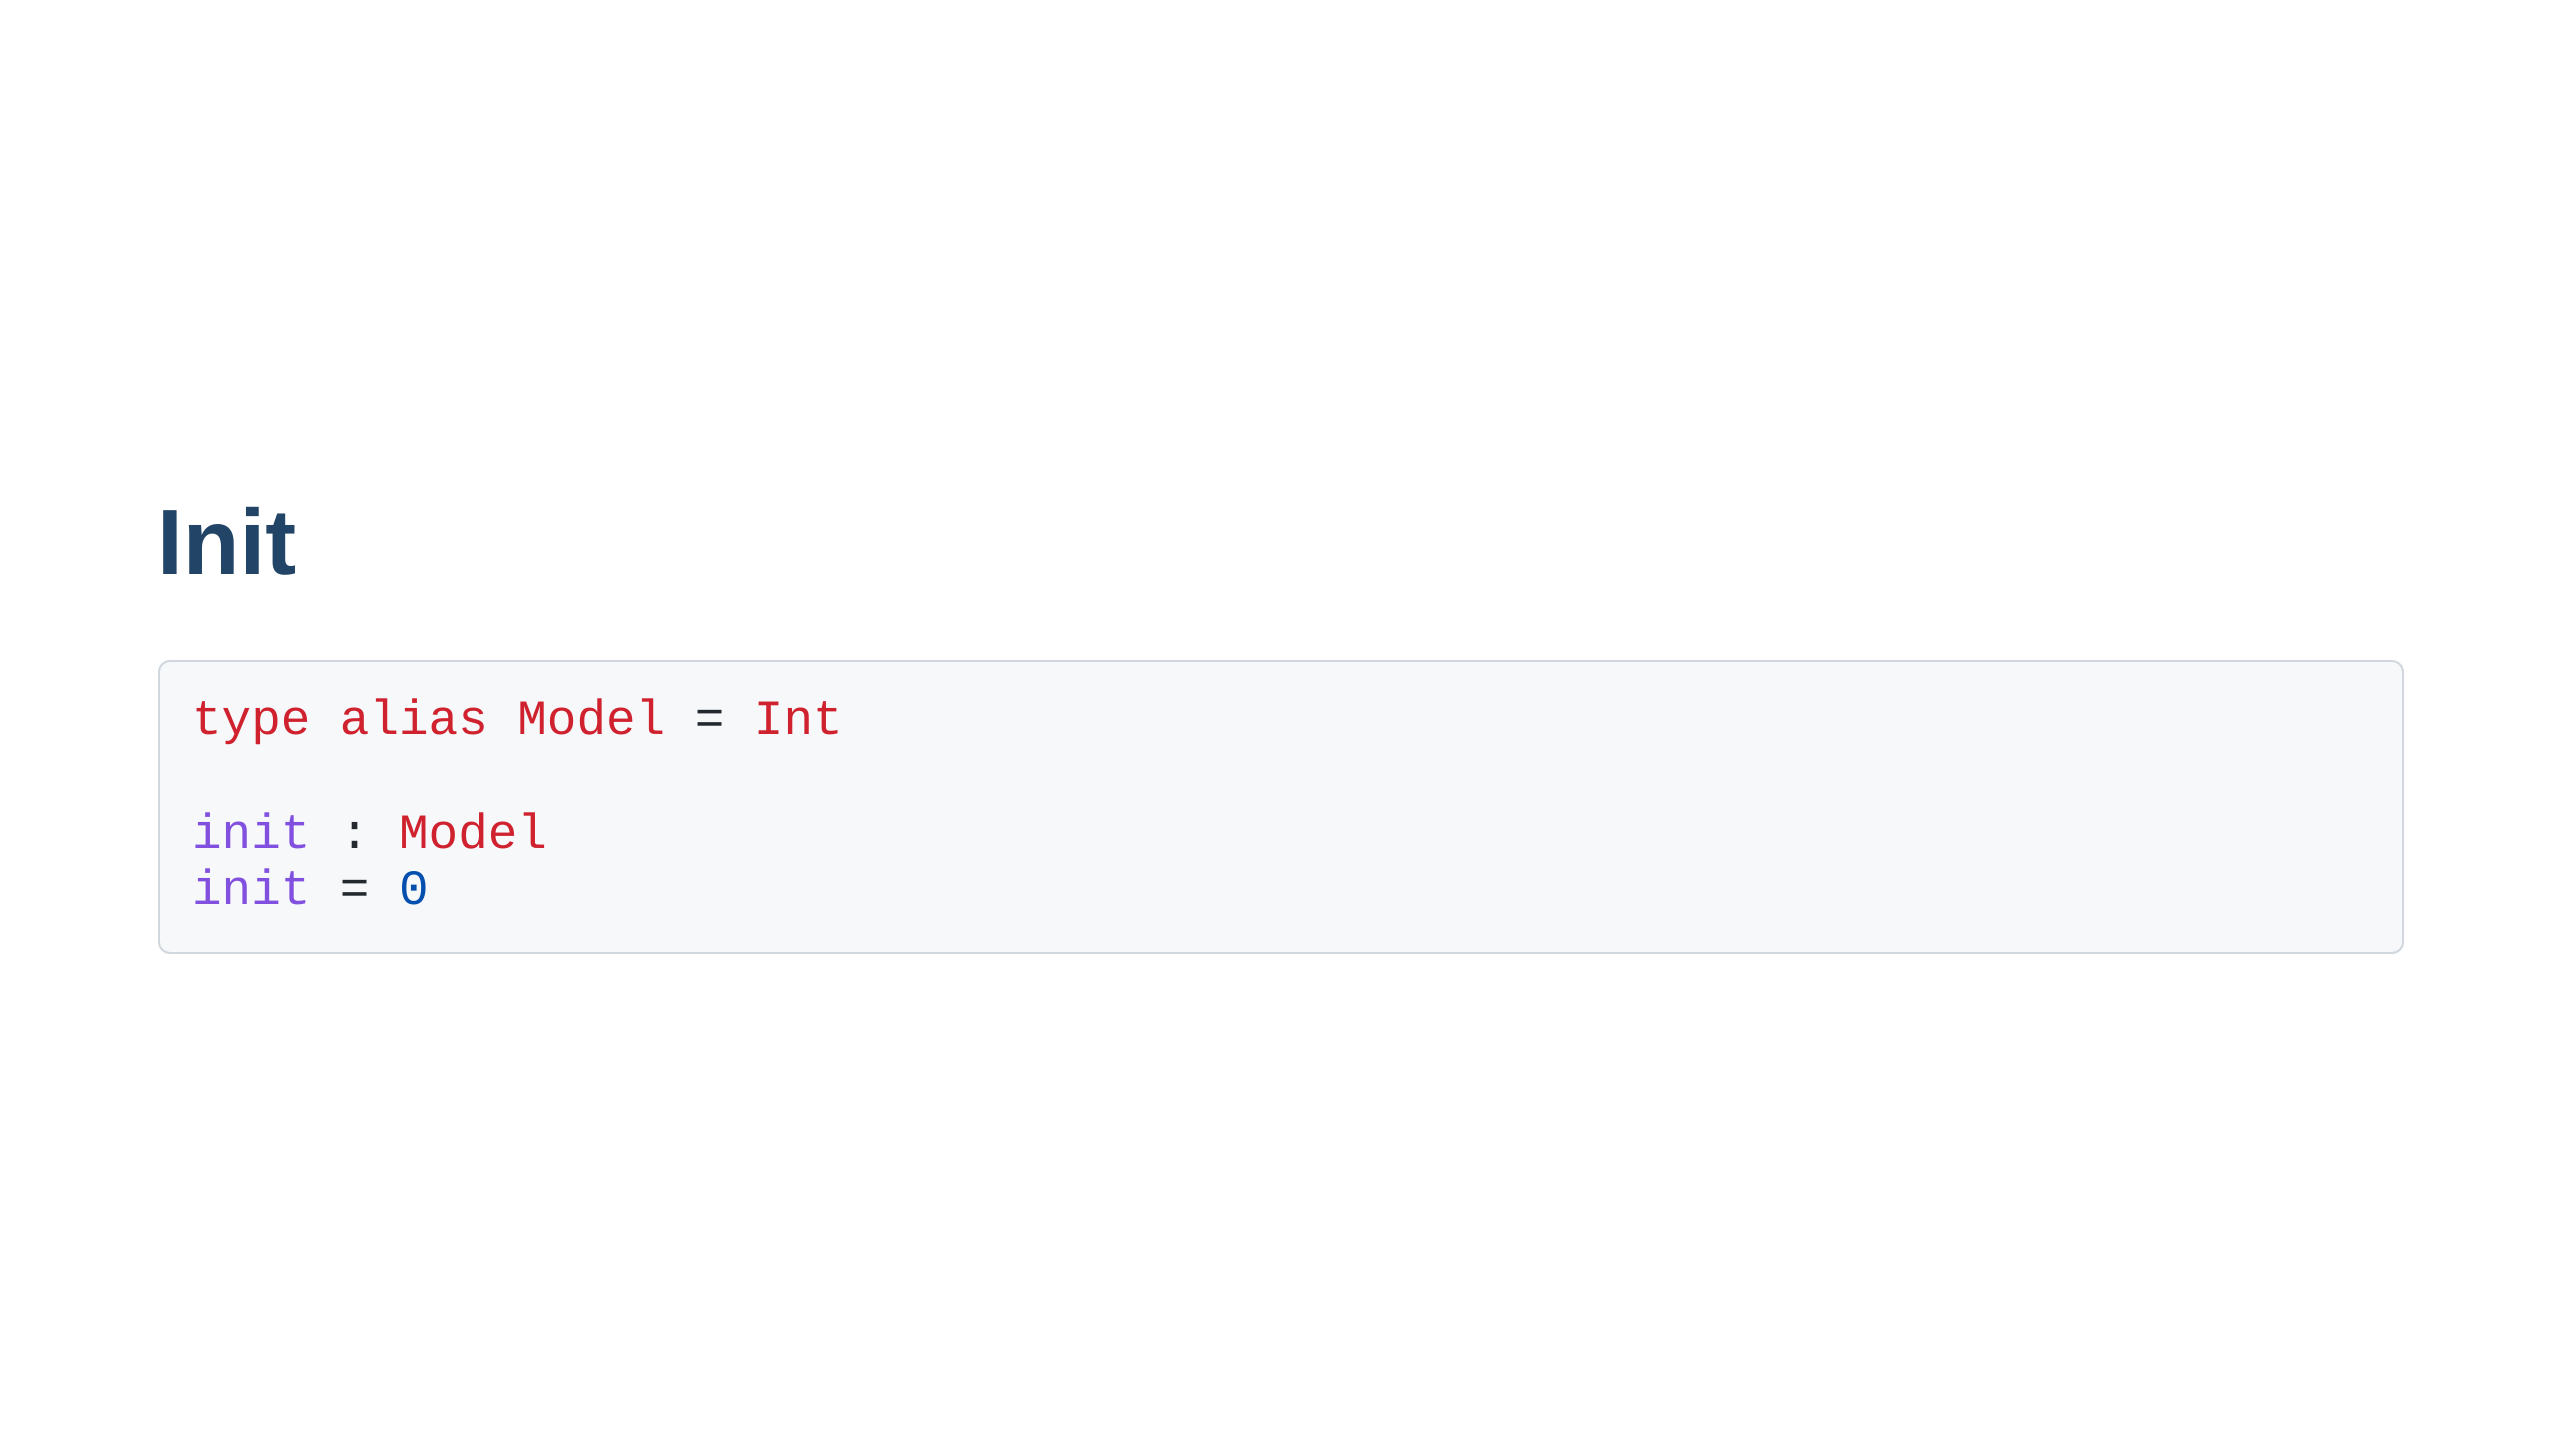 Init
type alias Model = Int
init : Model
init = 0